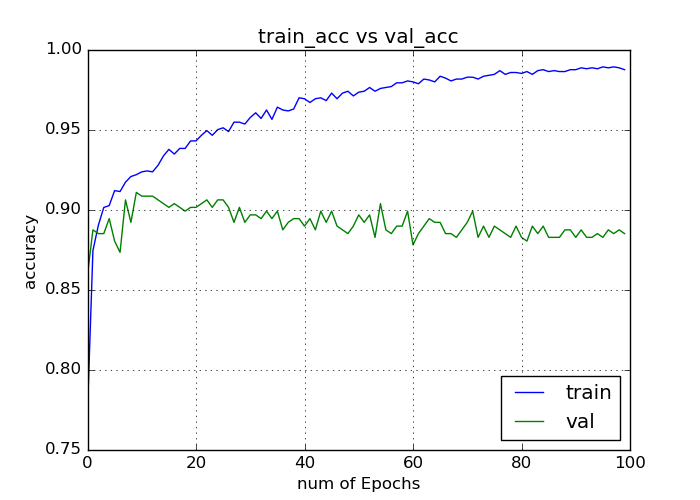 train_acc vs val_acc
1.00
0.95
0.90
0.85
0.80
0.75
accuracy
train
val
0 20 40 60 80 100
num of Epochs